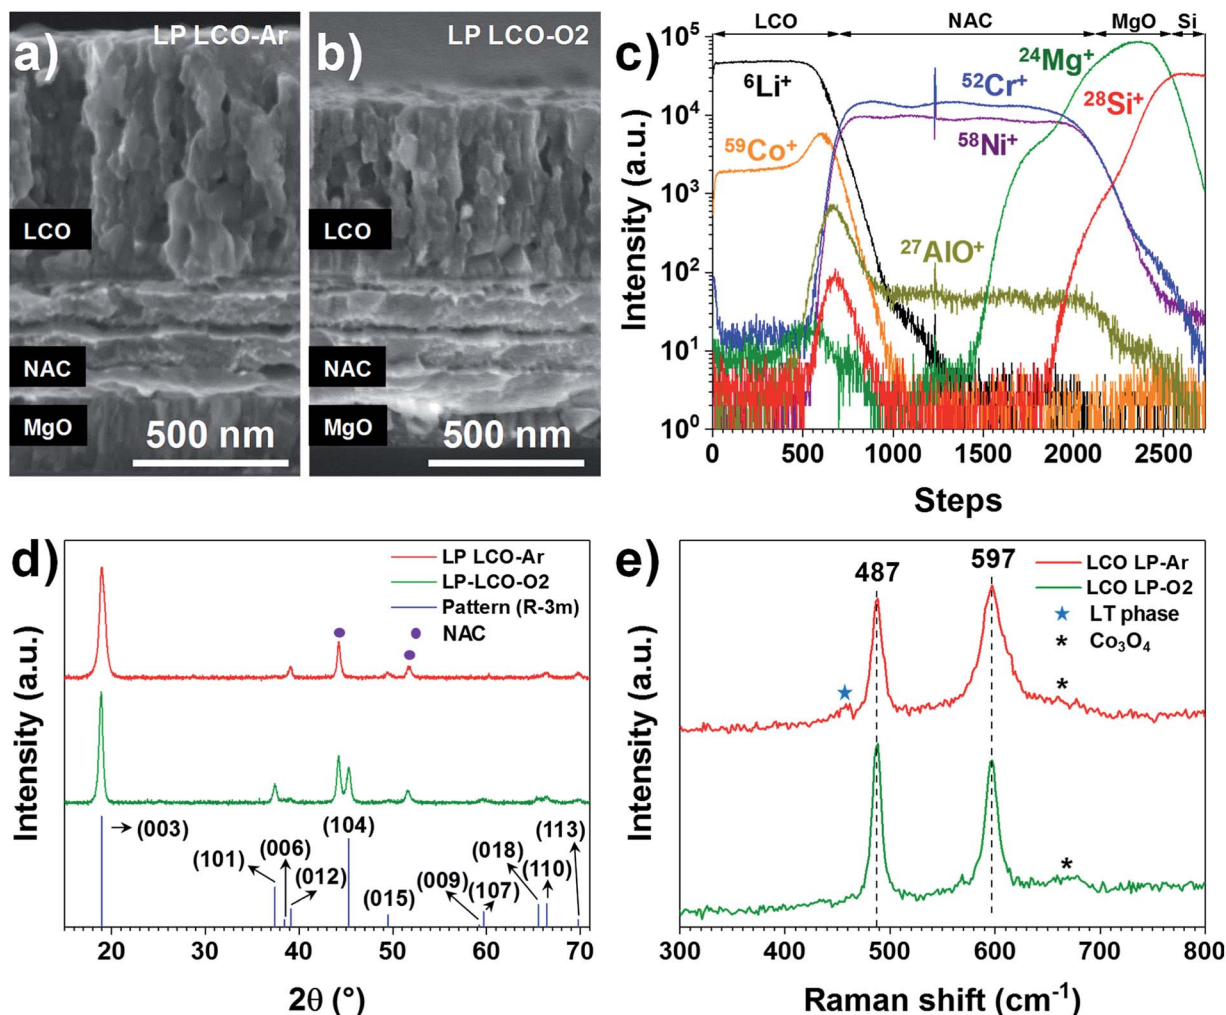 a)
LP LCO-Ar
LCO
NAC
MgO
500 nm
b)
LP LCO-O2
LCO
NAC
MgO
500 nm
c)
LCO
NAC
MgO
Si
⁶Li⁺
⁵⁹Co⁺
⁵²Cr⁺
⁵⁸Ni⁺
²⁴Mg⁺
²⁸Si⁺
²⁷AlO⁺
Intensity (a.u.)
10⁵
10⁴
10³
10²
10¹
10⁰
0 500 1000 1500 2000 2500
Steps
d)
LP LCO-Ar
LP-LCO-O2
Pattern (R-3m)
NAC
Intensity (a.u.)
(003)
(101)
(006)
(012)
(104)
(015)
(009)
(107)
(018)
(110)
(113)
20 30 40 50 60 70
2θ (°)
e)
487
597
LCO LP-Ar
LCO LP-O2
LT phase
* Co₃O₄
*
*
Intensity (a.u.)
300 400 500 600 700 800
Raman shift (cm⁻¹)